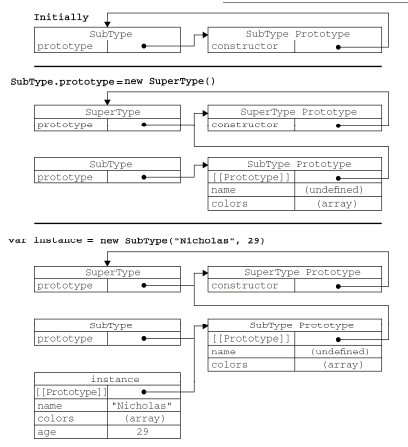 Initially
SubType
prototype
SubType Prototype
constructor
SubType.prototype = new SuperType()
SuperType
prototype
SuperType Prototype
constructor
SubType
prototype
SubType Prototype
[[Prototype]]
name (undefined)
colors (array)
var instance = new SubType("Nicholas", 29)
SuperType
prototype
SuperType Prototype
constructor
SubType
prototype
SubType Prototype
[[Prototype]]
name (undefined)
colors (array)
instance
[[Prototype]]
name "Nicholas"
colors (array)
age 29